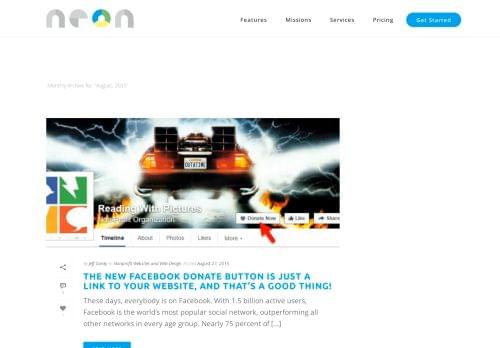 neon
Features Missions Services Pricing Get Started
Monthly Archive for: "August, 2015"
OUTATIME
Reading With Pictures
Non-Profit Organization
Donate Now Like Share
Timeline About Photos Likes More
by Jeff Gordy in Nonprofit Websites and Web Design Posted August 27, 2015
THE NEW FACEBOOK DONATE BUTTON IS JUST A
LINK TO YOUR WEBSITE, AND THAT'S A GOOD THING!
These days, everybody is on Facebook. With 1.5 billion active users,
Facebook is the world's most popular social network, outperforming all
other networks in every age group. Nearly 75 percent of [...]